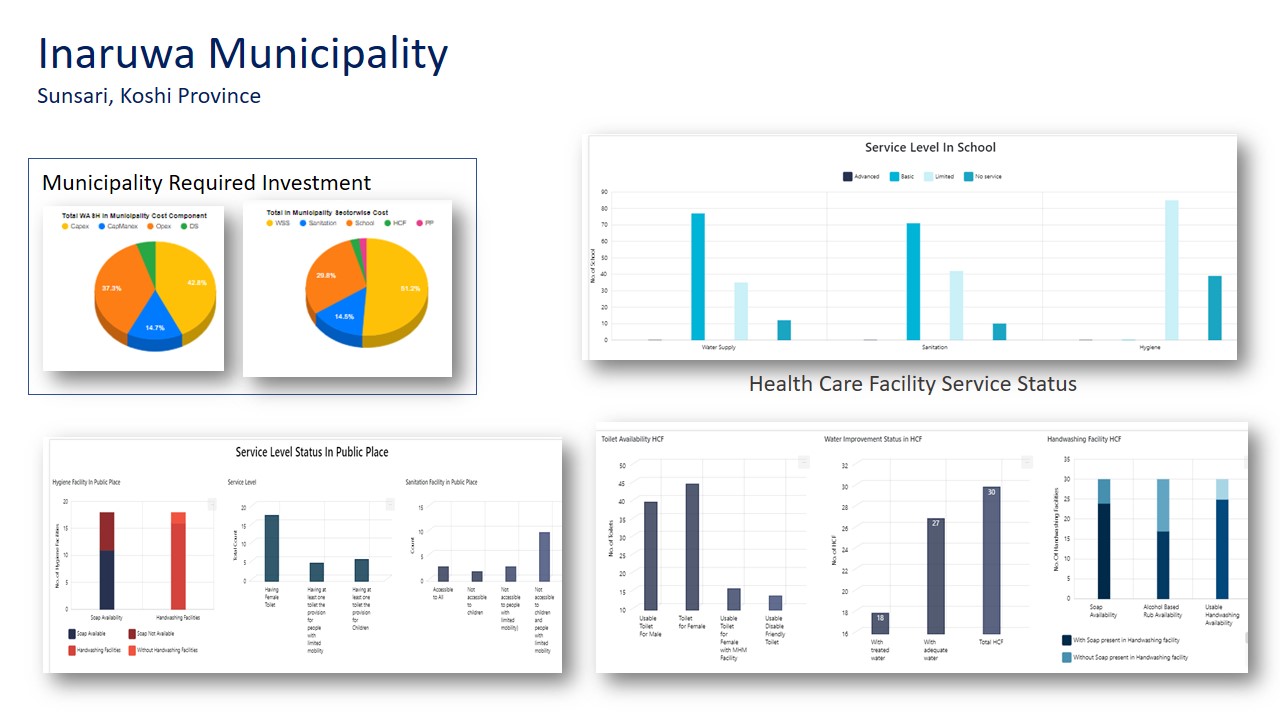 Inaruwa Municipality
Sunsari, Koshi Province
Municipality Required Investment
Total WASH in Municipality Cost Component
Capex CapManex Opex DS
42.8%
37.3%
14.7%
Total in Municipality Sectorwise Cost
WSS Sanitation School HCF PP
51.2%
29.8%
14.5%
Service Level In School
Advanced Basic Limited No service
No. of School
90
80
70
60
50
40
30
20
10
0
Water Supply Sanitation Hygiene
Health Care Facility Service Status
Service Level Status In Public Place
Hygiene Facility In Public Place
No. of Hygiene Facilities
20
15
10
5
0
Soap Availability Handwashing Facilities
Soap Available Soap Not Available
Handwashing Facilities Without Handwashing Facilities
Service Level
Total Count
20
15
10
5
0
Having
Female
Toilet
Having at
least one
toilet the
provision
for
people
with
limited
mobility
Having at
least one
toilet the
provision
for
Children
Sanitation Facility in Public Place
Count
15
10
5
0
Accessible
to All
Not
accessible
to
children
Not
accessible
to people
with
limited
mobility)
Not
accessible
to
children
and
people
with
limited
mobility
Toilet Availability HCF
No. of Toilets
50
45
40
35
30
25
20
15
10
Usable
Toilet
For Male
Toilet
for Female
Usable
Toilet
for
Female
with MHM
Facility
Usable
Disable
Friendly
Toilet
Water Improvement Status in HCF
No. of HCF
32
30
28
26
24
22
20
18
16
18
27
30
With
treated
water
With
adequate
water
Total HCF
Handwashing Facility HCF
No. Of Handwashing Facilities
35
30
25
20
15
10
5
0
Soap
Availability
Alcohol Based
Rub Availability
Usable
Handwashing
Availability
With Soap present in Handwashing facility
Without Soap present in Handwashing facility